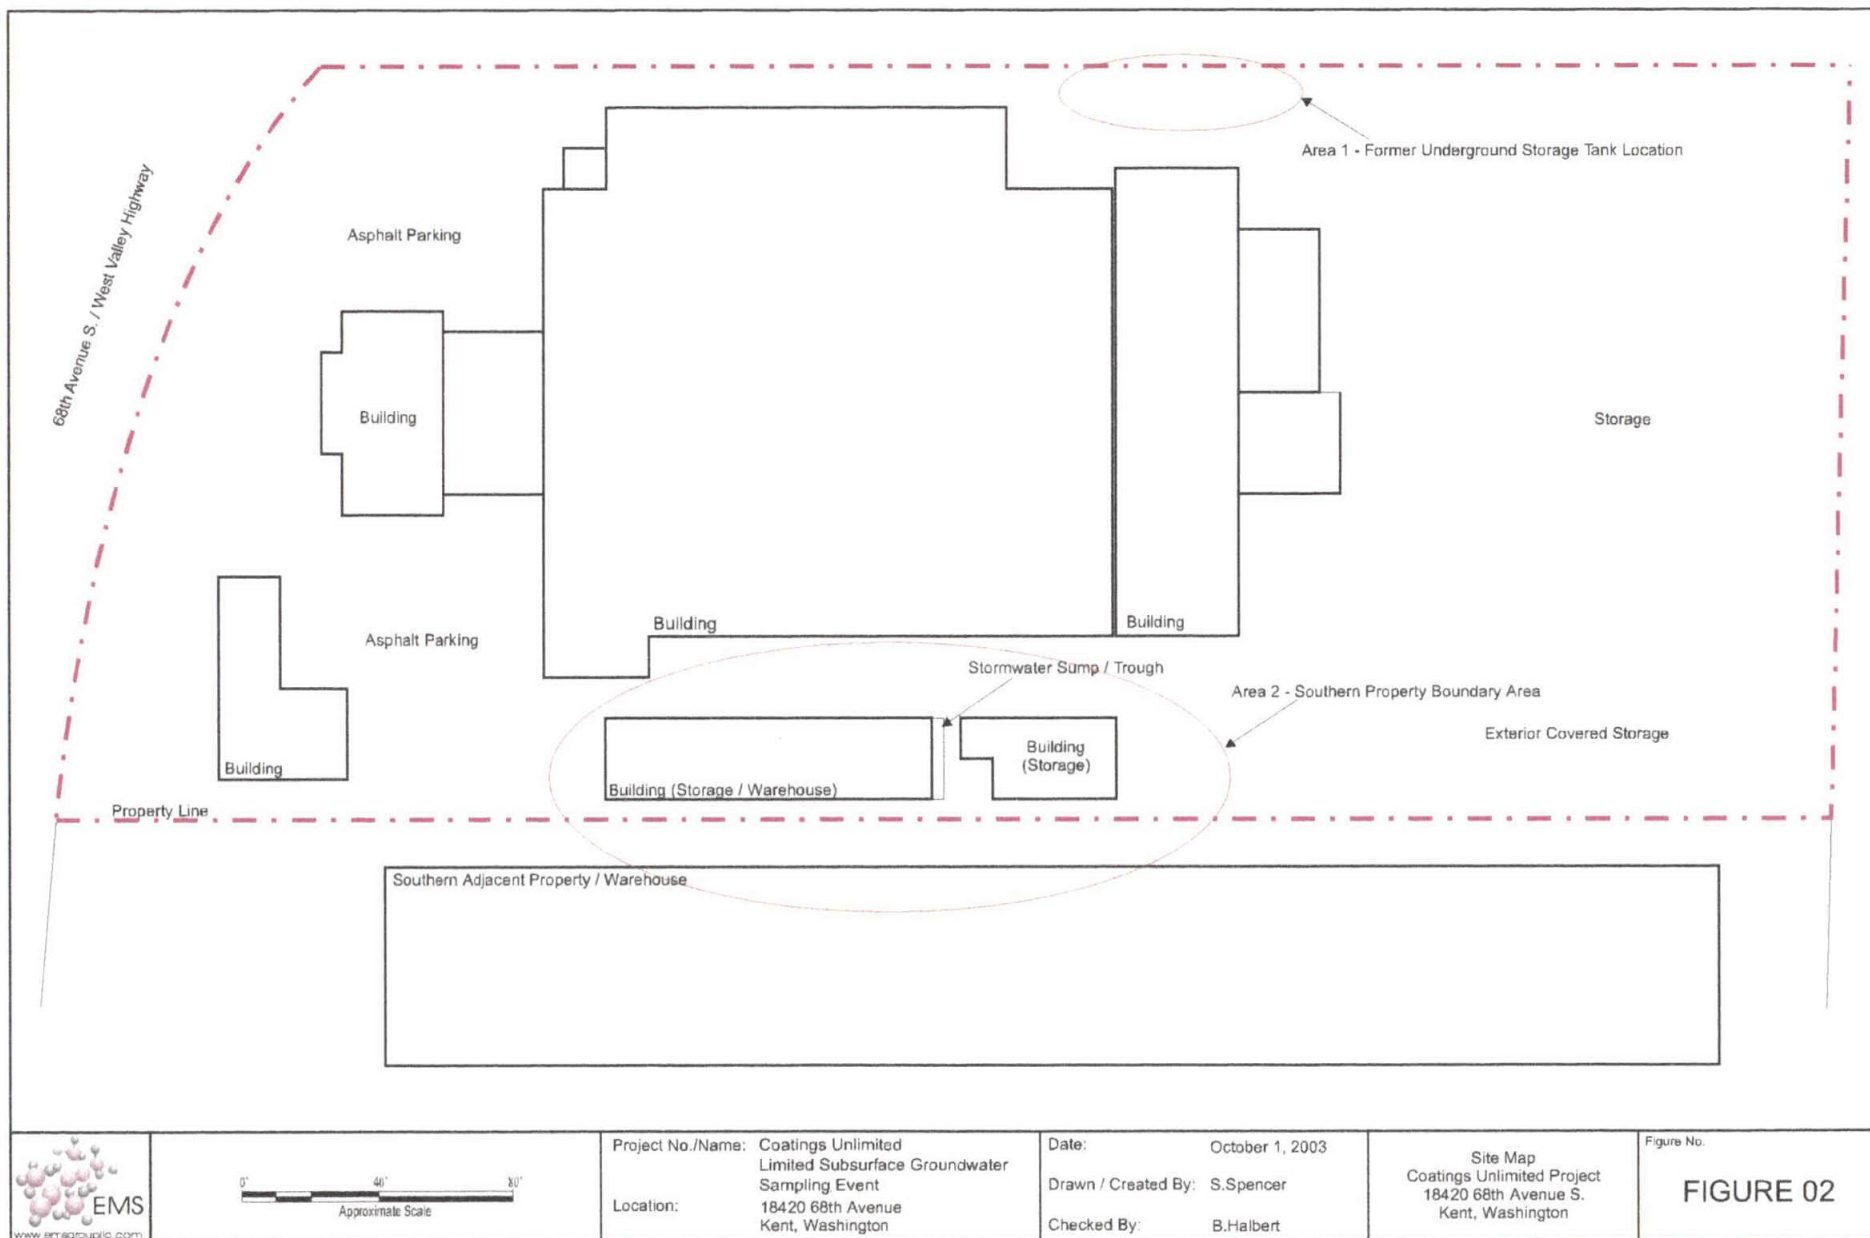 Area 1 - Former Underground Storage Tank Location
68th Avenue S. / West Valley Highway
Asphalt Parking
Building
Storage
Building
Building
Asphalt Parking
Stormwater Sump / Trough
Area 2 - Southern Property Boundary Area
Exterior Covered Storage
Building
(Storage)
Building
Building (Storage / Warehouse)
Property Line
Southern Adjacent Property / Warehouse
EMS
www.emsgroupllc.com
0'
40'
80'
Approximate Scale
Project No./Name: Coatings Unlimited
Limited Subsurface Groundwater
Sampling Event
Location: 18420 68th Avenue
Kent, Washington
Date: October 1, 2003
Drawn / Created By: S.Spencer
Checked By: B.Halbert
Site Map
Coatings Unlimited Project
18420 68th Avenue S.
Kent, Washington
Figure No.
FIGURE 02